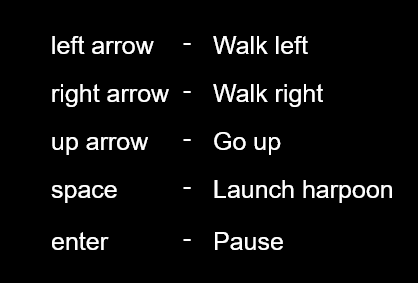 left arrow - Walk left
right arrow - Walk right
up arrow - Go up
space - Launch harpoon
enter - Pause